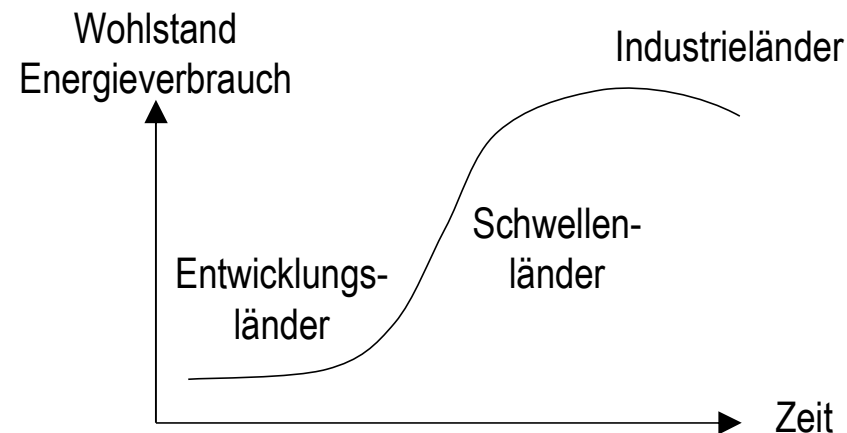 Wohlstand
Energieverbrauch
Industrieländer
Schwellen-
länder
Entwicklungs-
länder
Zeit